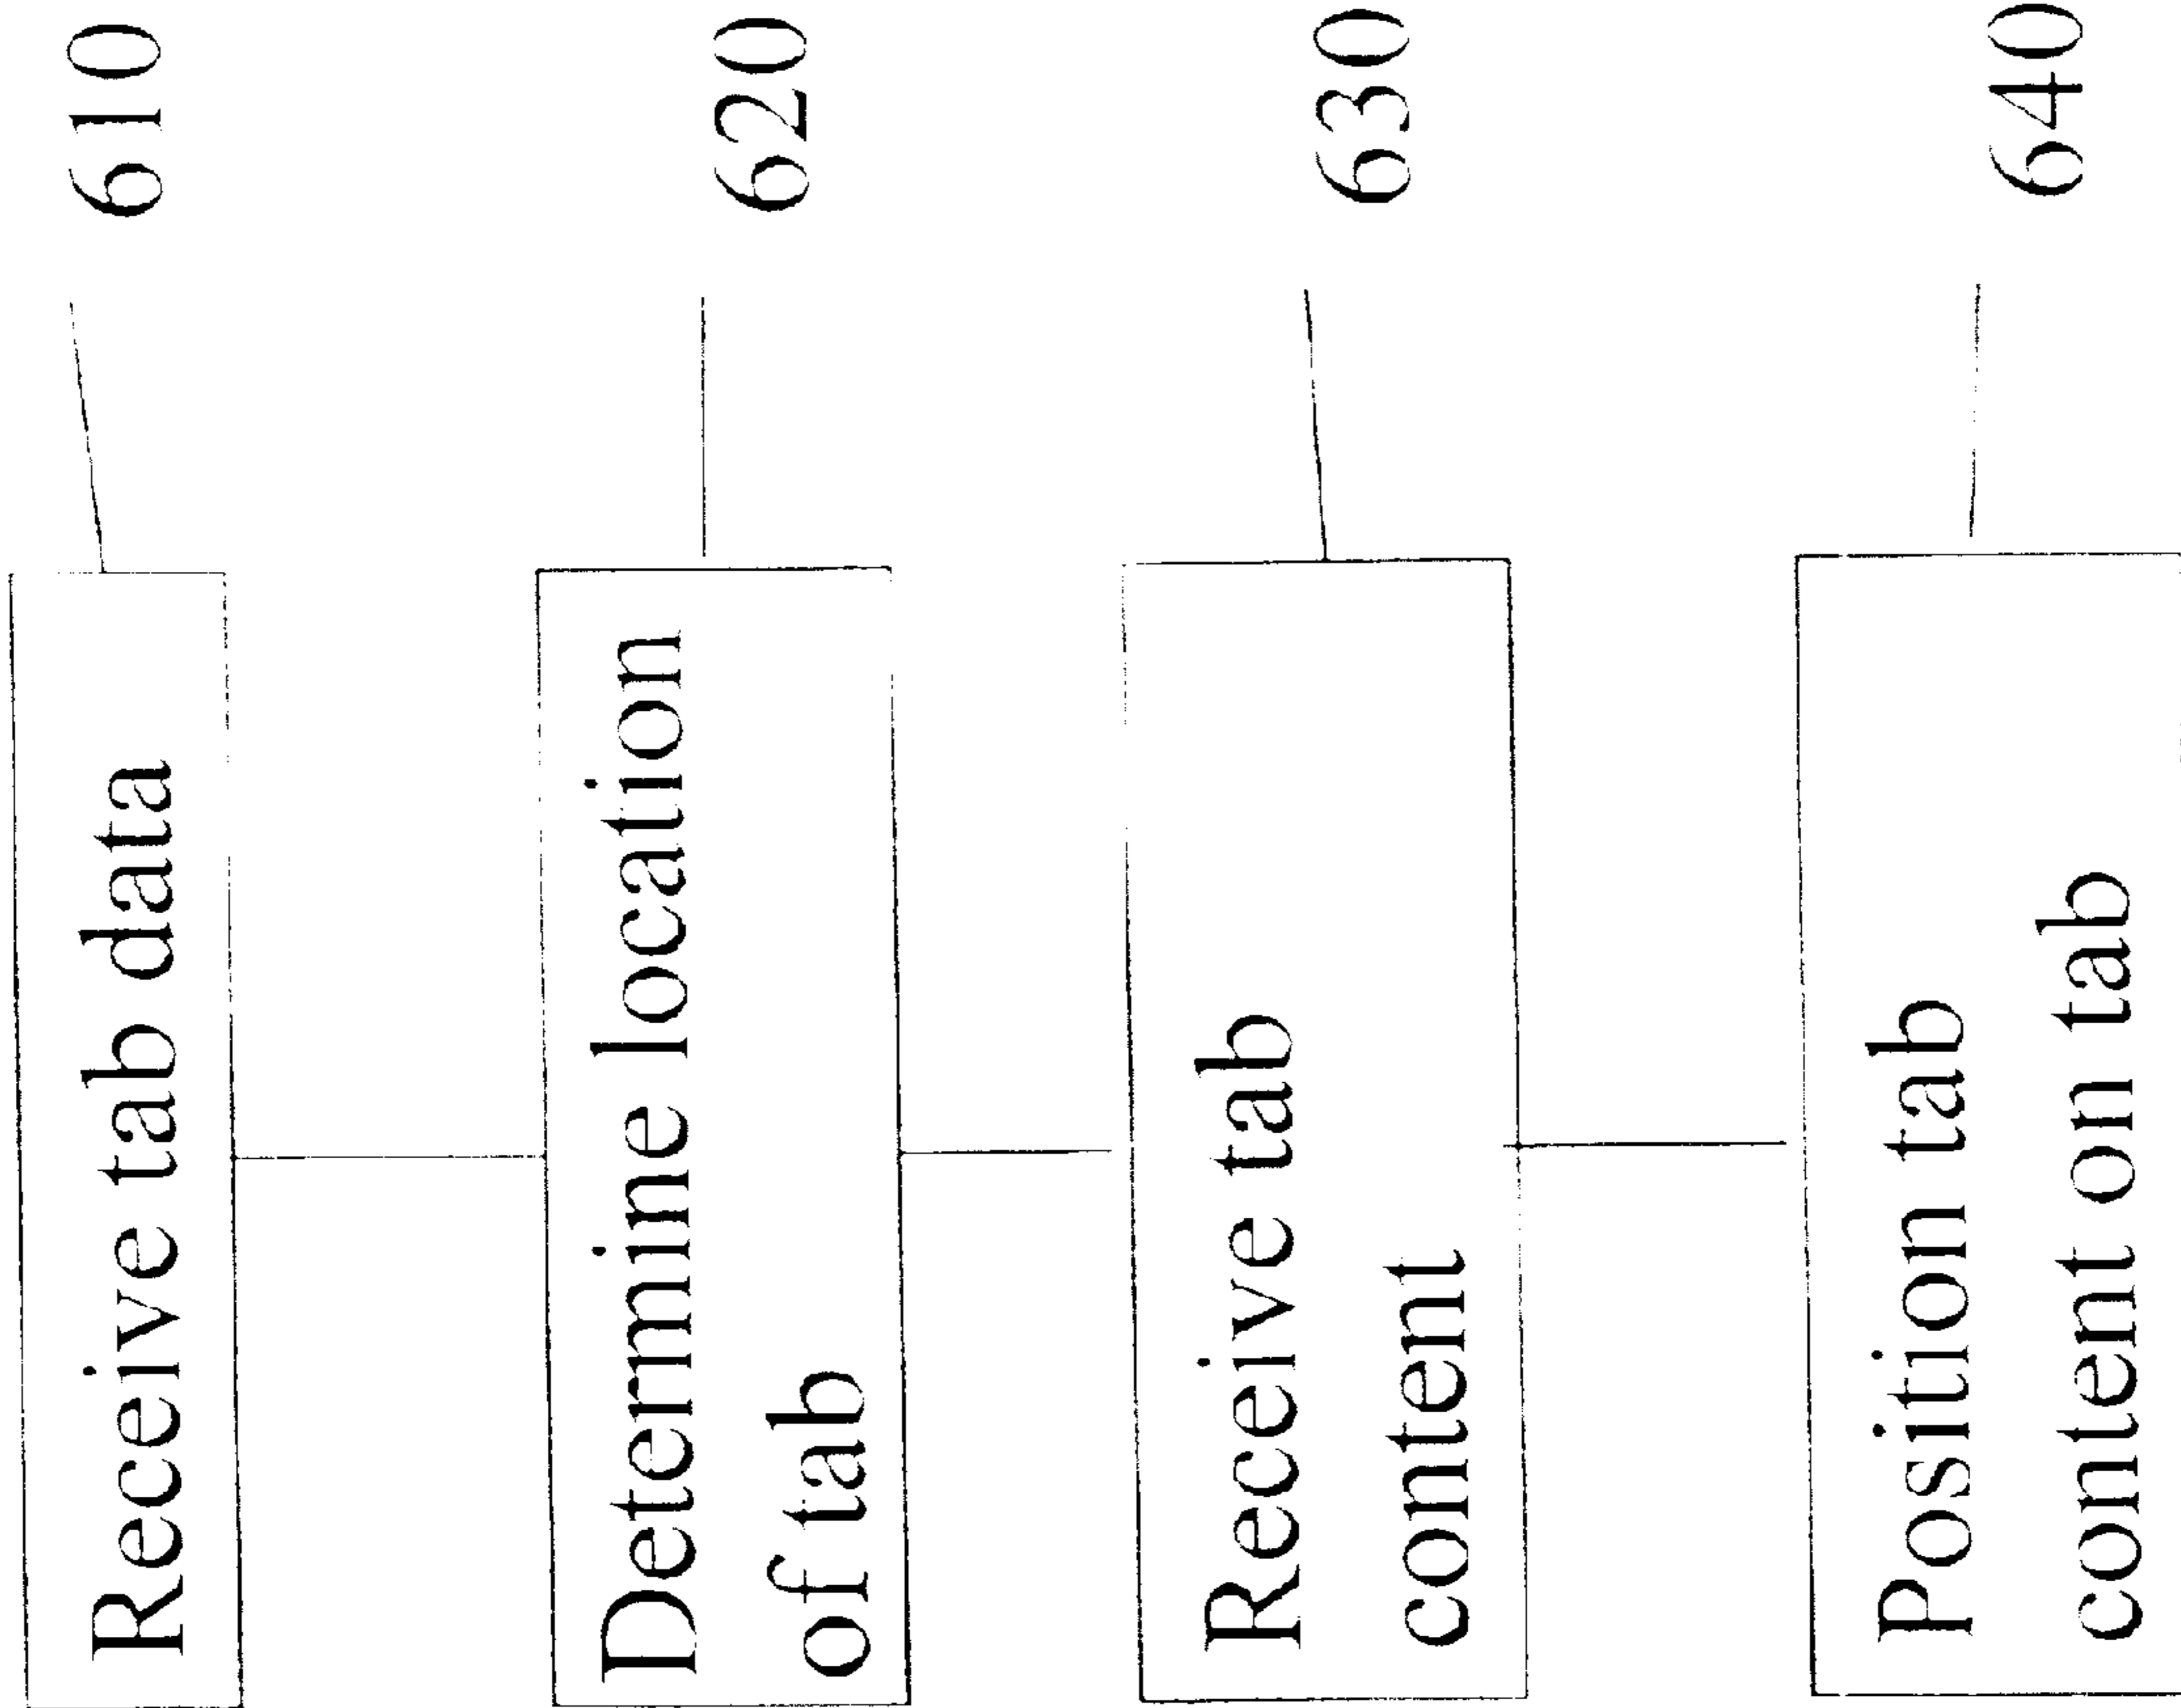 Receive tab data
610
Determine location
of tab
620
Receive tab
content
630
Position tab
content on tab
640